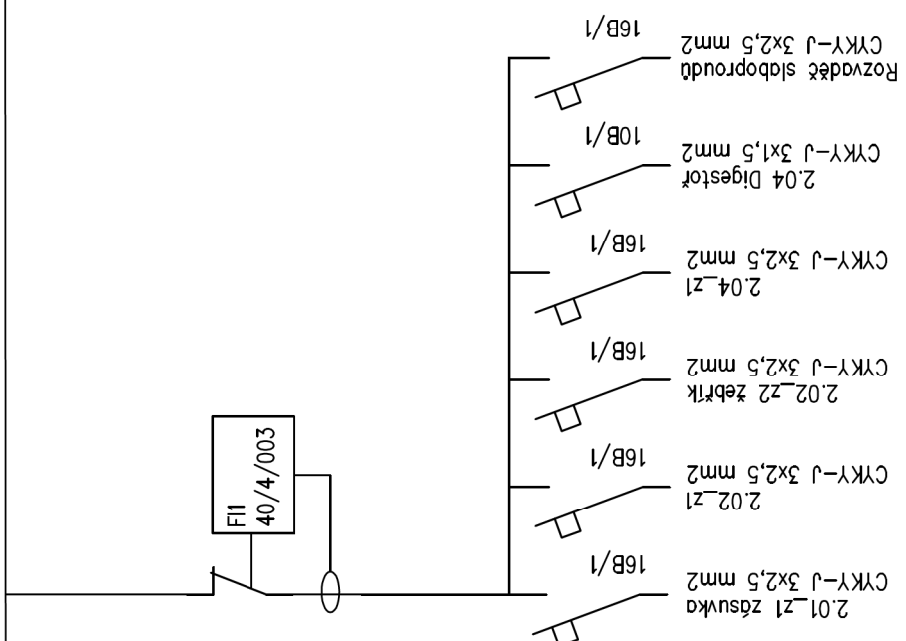 2.01_z1 zásuvka
CYKY-J 3x2,5 mm2
16B/1
2.02_z1
CYKY-J 3x2,5 mm2
16B/1
2.02_z2 žebřík
CYKY-J 3x2,5 mm2
16B/1
2.04_z1
CYKY-J 3x2,5 mm2
16B/1
2.04 Digestoř
CYKY-J 3x1,5 mm2
10B/1
Rozvaděč slaboproudů
CYKY-J 3x2,5 mm2
16B/1
FI1
40/4/003